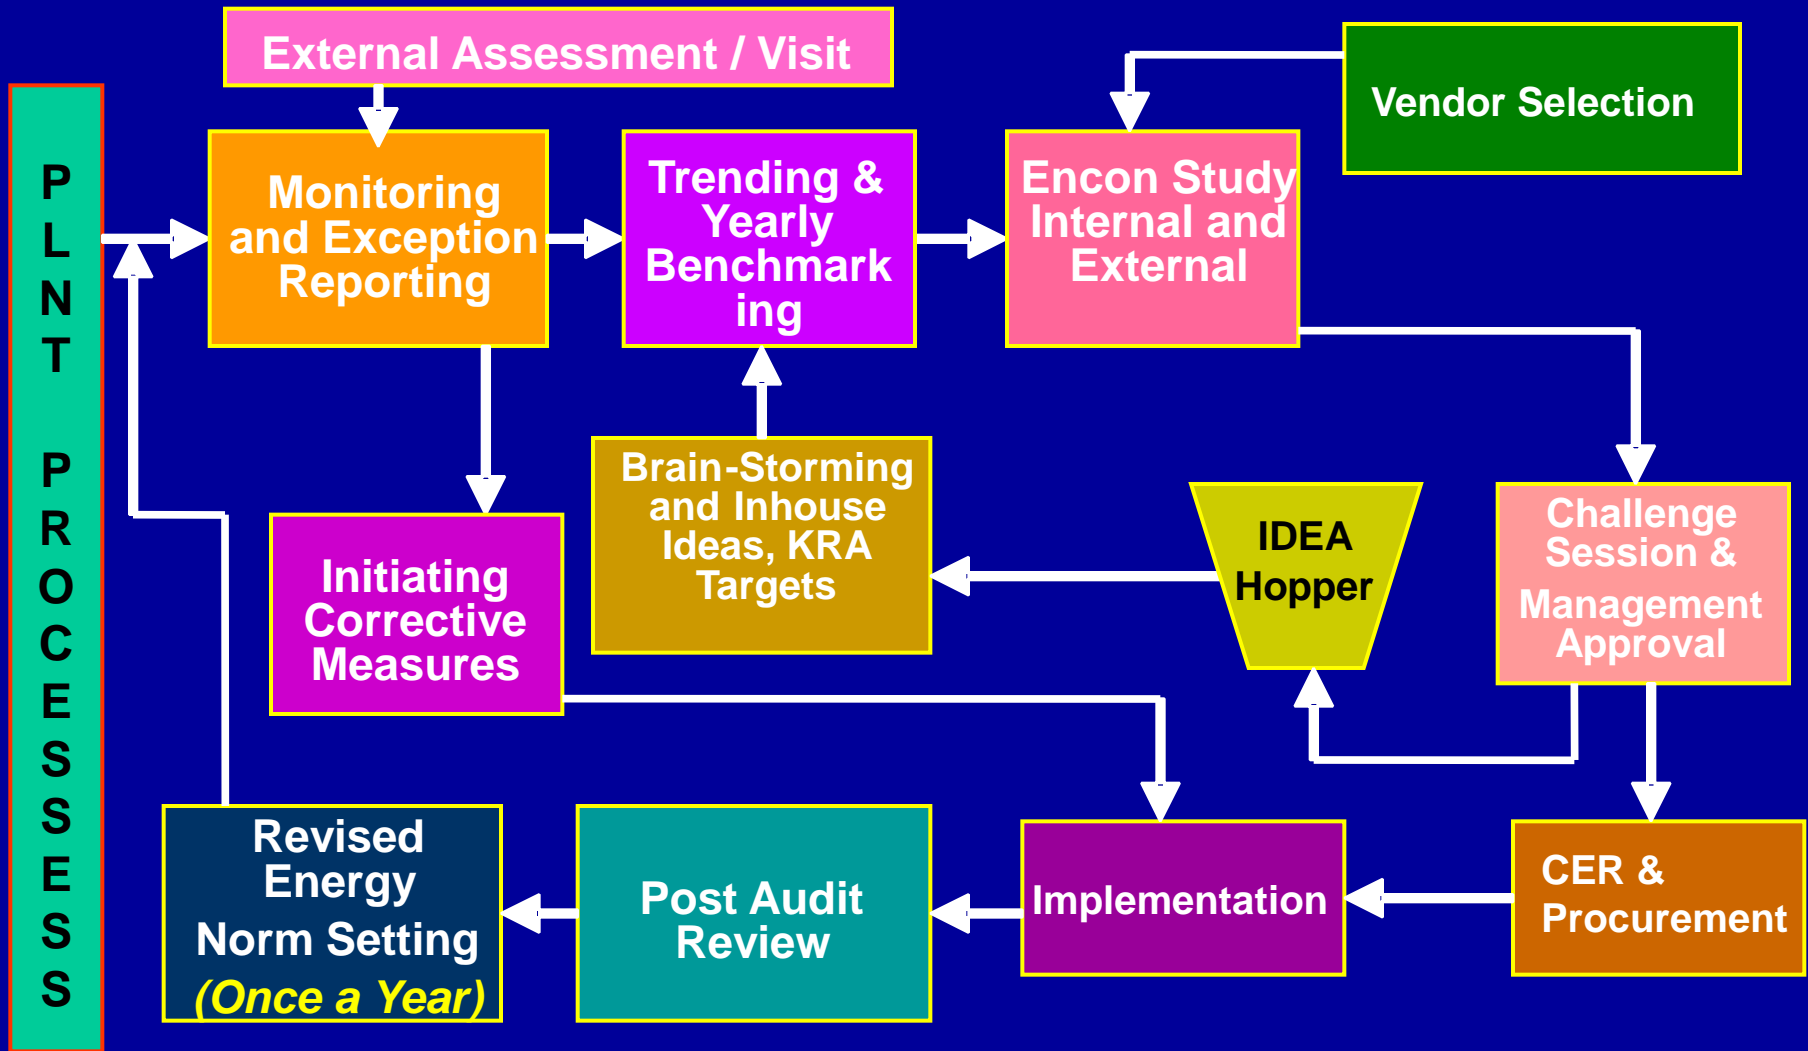 External Assessment / Visit
Vendor Selection
PLNT PROCESSESS
Monitoring
and Exception
Reporting
Trending &
Yearly
Benchmark
ing
Encon Study
Internal and
External
Brain-Storming
and Inhouse
Ideas, KRA
Targets
IDEA
Hopper
Challenge
Session &
Management
Approval
Initiating
Corrective
Measures
Revised
Energy
Norm Setting
(Once a Year)
Post Audit
Review
Implementation
CER &
Procurement